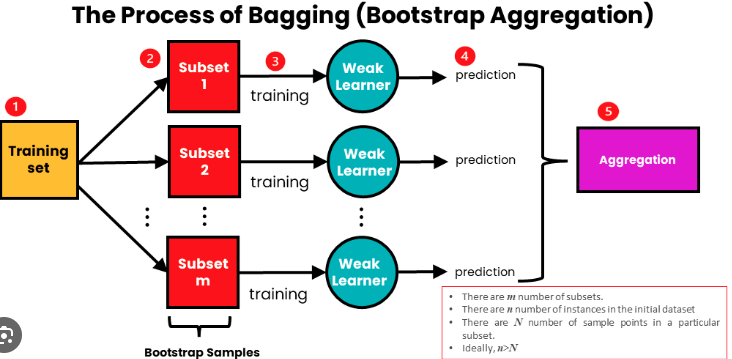 The Process of Bagging (Bootstrap Aggregation)
1
Training
set
2
Subset
1
3
training
Weak
Learner
4
prediction
Subset
2
training
Weak
Learner
prediction
Subset
m
training
Weak
Learner
prediction
5
Aggregation
Bootstrap Samples
• There are m number of subsets.
• There are n number of instances in the initial dataset
• There are N number of sample points in a particular
subset.
• Ideally, n>N